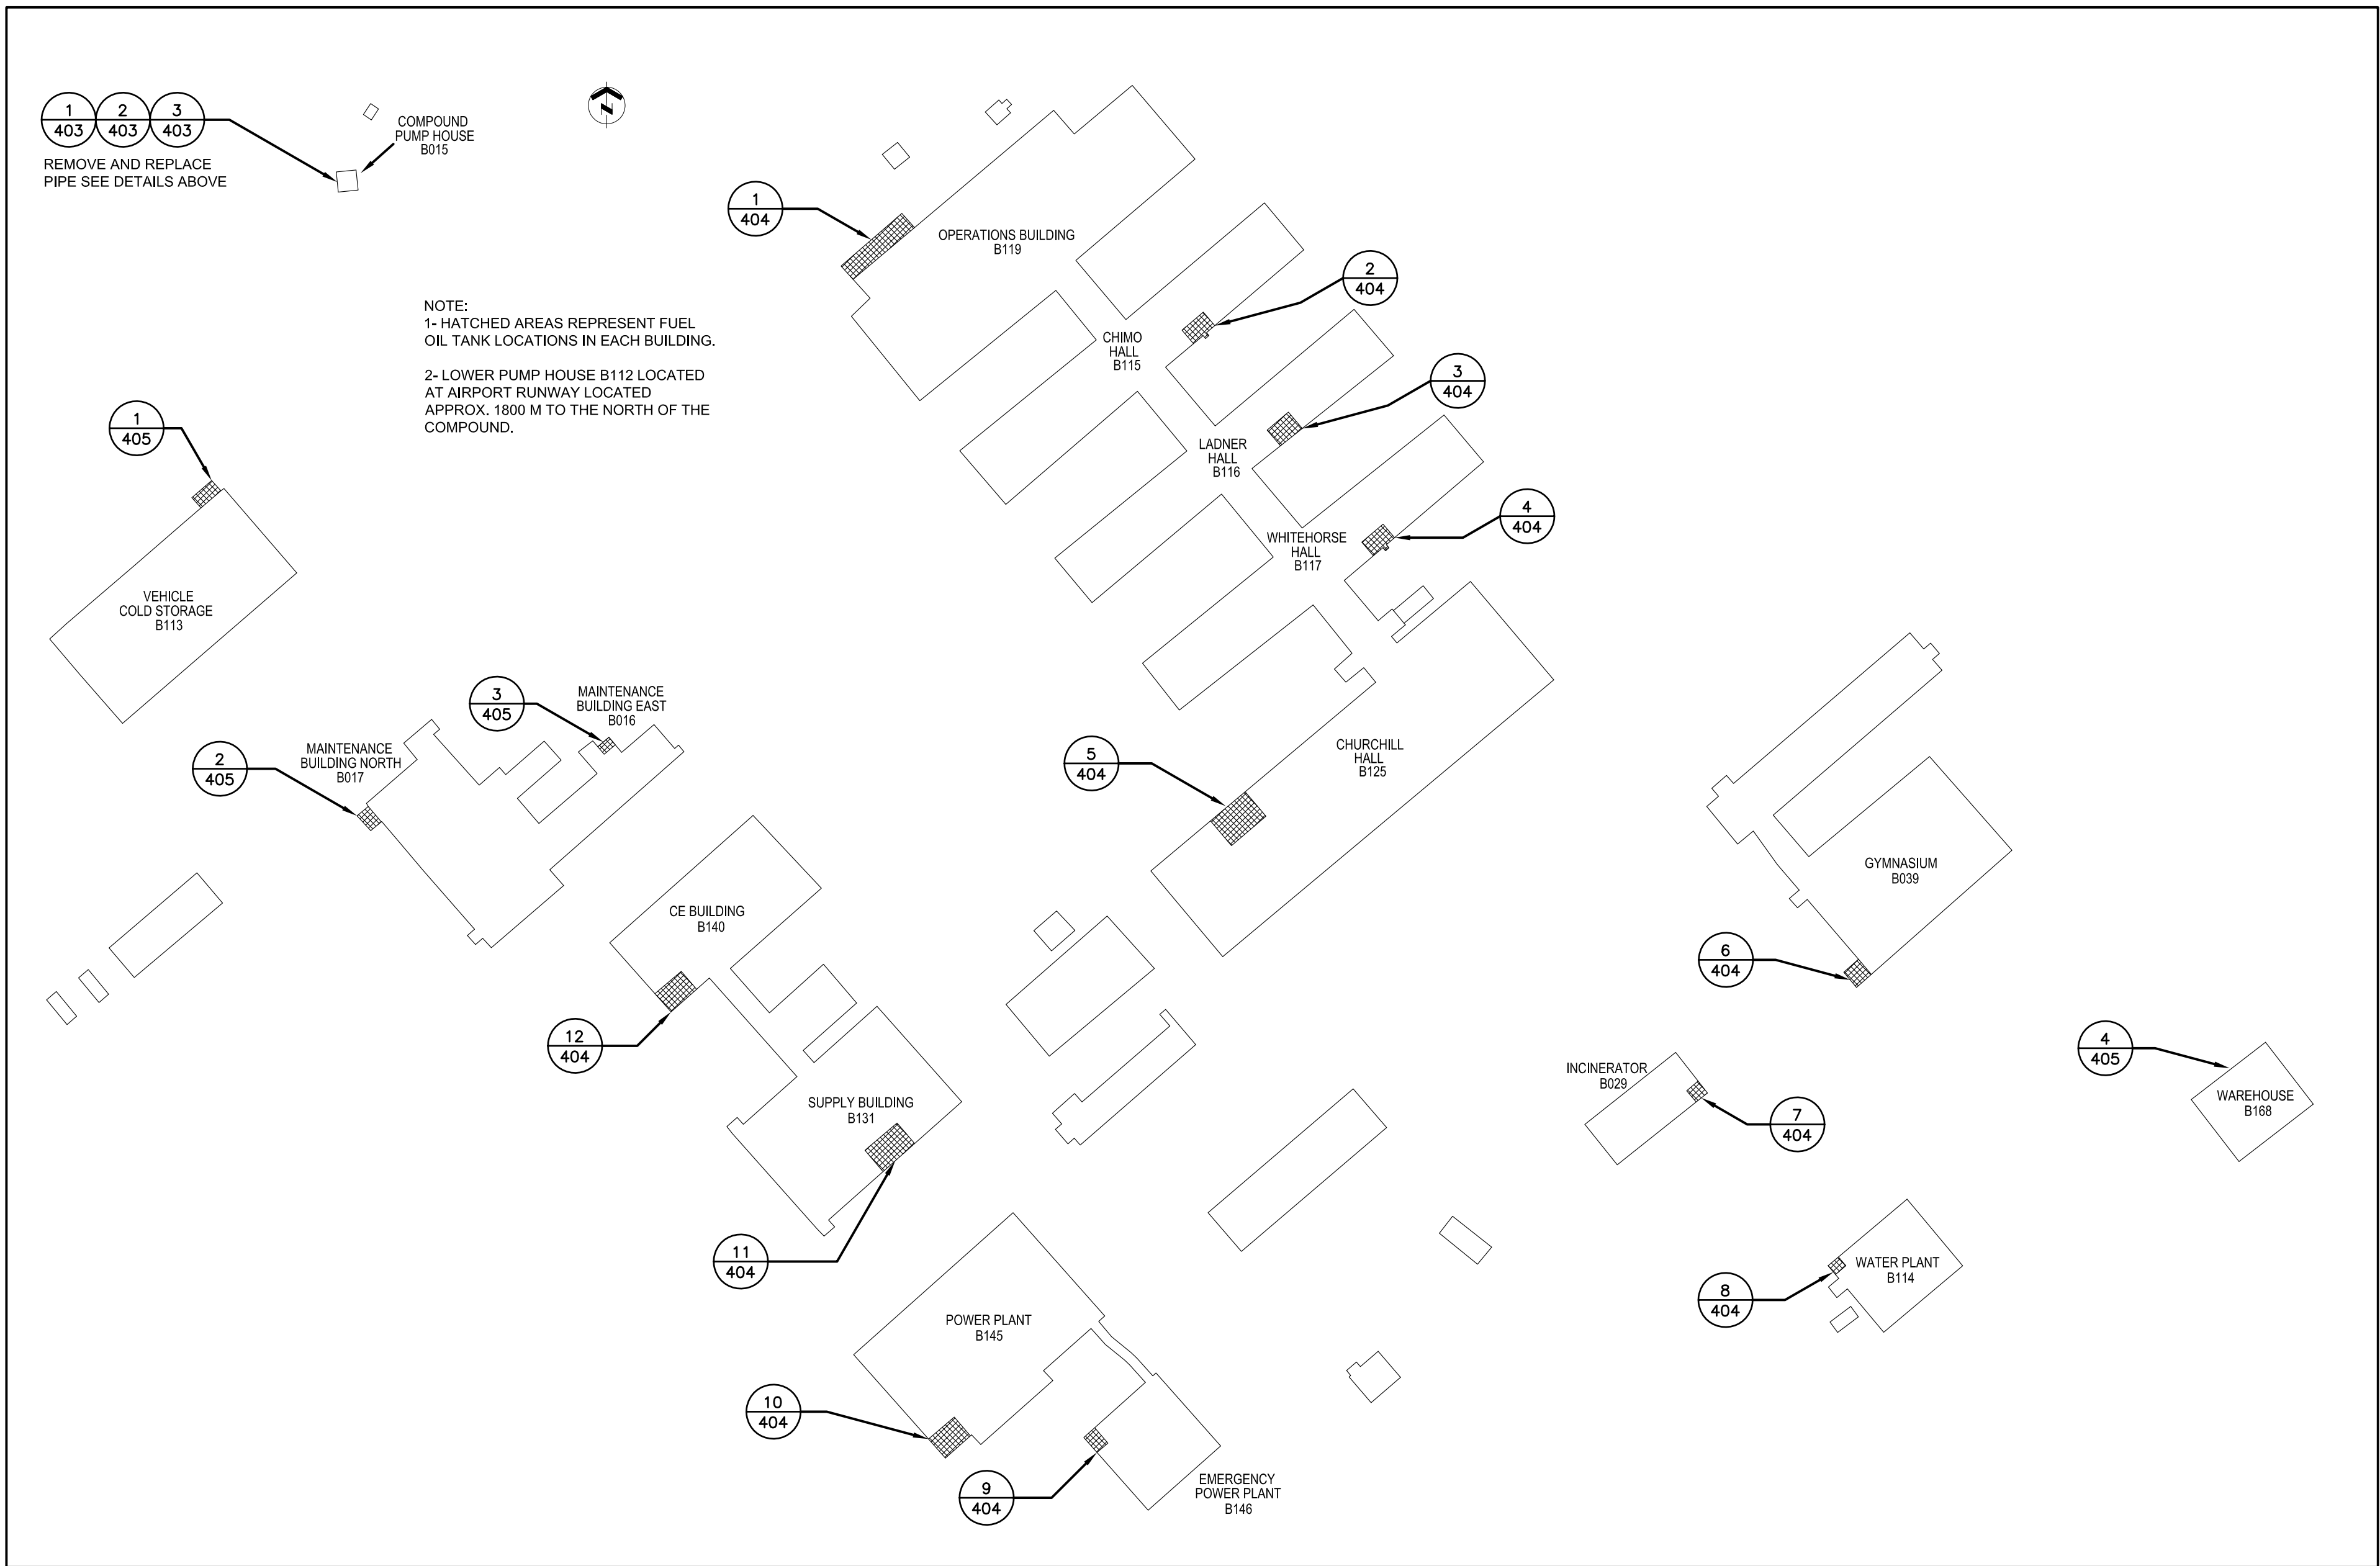 1
403
2
403
3
403
REMOVE AND REPLACE
PIPE SEE DETAILS ABOVE
COMPOUND
PUMP HOUSE
B015
N
1
404
OPERATIONS BUILDING
B119
2
404
NOTE:
1- HATCHED AREAS REPRESENT FUEL
OIL TANK LOCATIONS IN EACH BUILDING.
2- LOWER PUMP HOUSE B112 LOCATED
AT AIRPORT RUNWAY LOCATED
APPROX. 1800 M TO THE NORTH OF THE
COMPOUND.
CHIMO
HALL
B115
3
404
1
405
LADNER
HALL
B116
4
404
WHITEHORSE
HALL
B117
VEHICLE
COLD STORAGE
B113
3
405
MAINTENANCE
BUILDING EAST
B016
2
405
MAINTENANCE
BUILDING NORTH
B017
5
404
CHURCHILL
HALL
B125
GYMNASIUM
B039
CE BUILDING
B140
6
404
12
404
4
405
INCINERATOR
B029
WAREHOUSE
B168
SUPPLY BUILDING
B131
7
404
11
404
WATER PLANT
B114
8
404
POWER PLANT
B145
10
404
9
404
EMERGENCY
POWER PLANT
B146